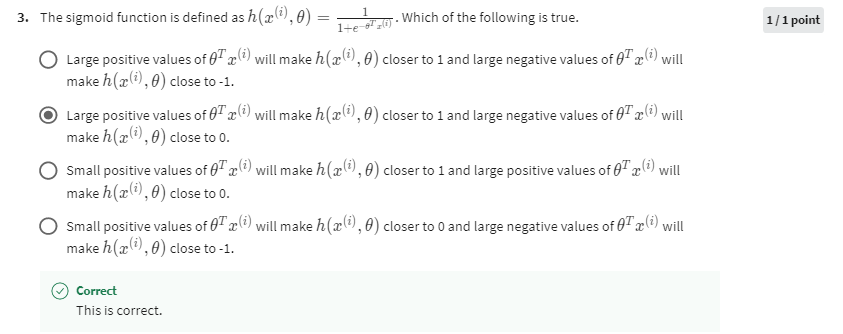 3. The sigmoid function is defined as h(x^(i), θ) = 1/(1+e^(−θ^T x^(i))). Which of the following is true.
1 / 1 point
Large positive values of θ^T x^(i) will make h(x^(i), θ) closer to 1 and large negative values of θ^T x^(i) will
make h(x^(i), θ) close to -1.
Large positive values of θ^T x^(i) will make h(x^(i), θ) closer to 1 and large negative values of θ^T x^(i) will
make h(x^(i), θ) close to 0.
Small positive values of θ^T x^(i) will make h(x^(i), θ) closer to 1 and large positive values of θ^T x^(i) will
make h(x^(i), θ) close to 0.
Small positive values of θ^T x^(i) will make h(x^(i), θ) closer to 0 and large negative values of θ^T x^(i) will
make h(x^(i), θ) close to -1.
Correct
This is correct.